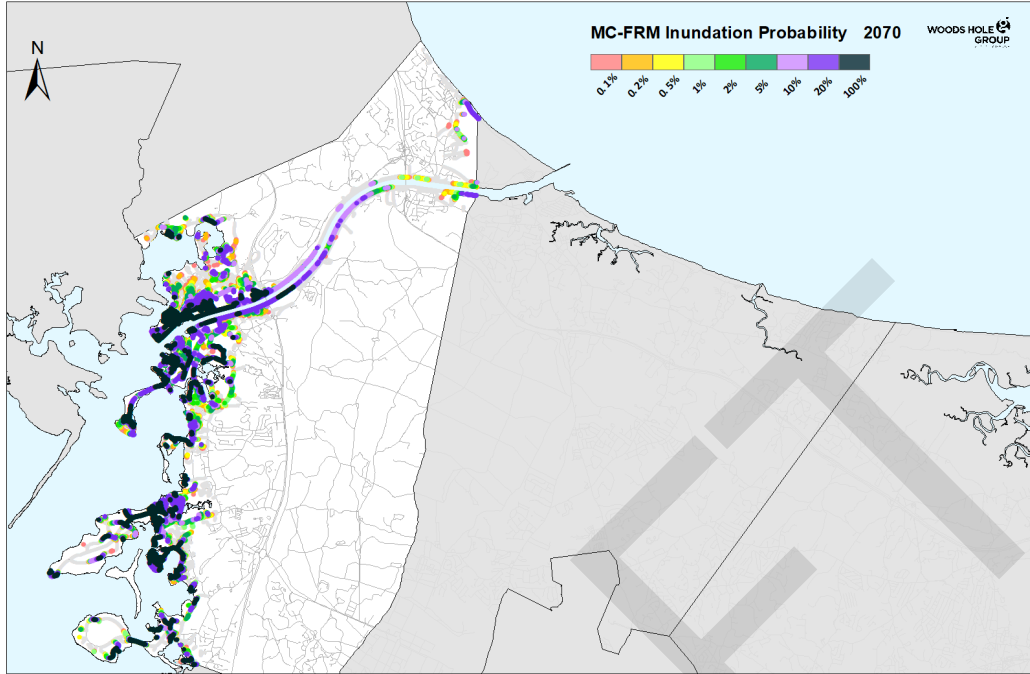 MC-FRM Inundation Probability 2070
WOODS HOLE
GROUP
N
0.1%
0.2%
0.5%
1%
2%
5%
10%
20%
100%